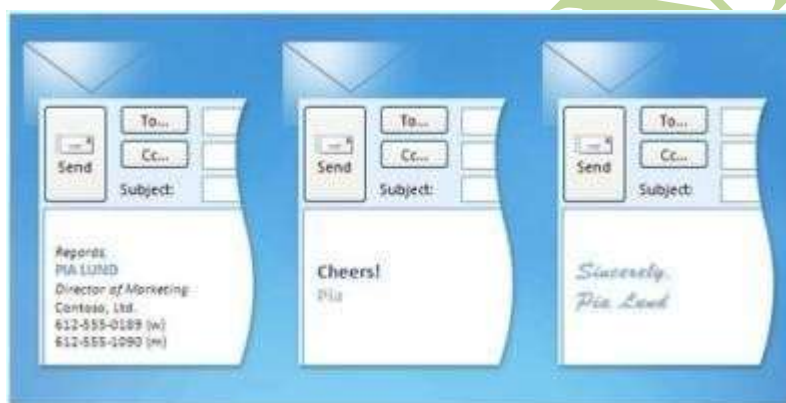 To...
Send
Cc...
Subject:
Regards
PIA LUND
Director of Marketing
Contoso, Ltd.
612-555-0189 (w)
612-555-1090 (m)
To...
Send
Cc...
Subject:
Cheers!
Pia
To...
Send
Cc...
Subject:
Sincerely,
Pia Lund